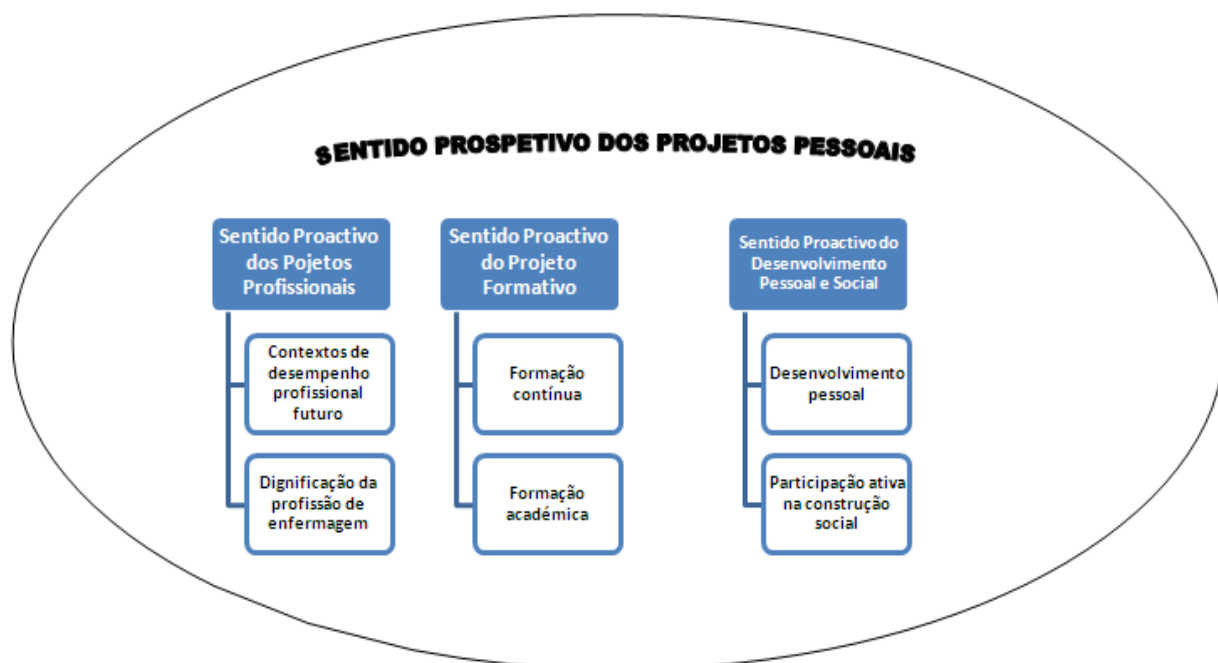 SENTIDO PROSPETIVO DOS PROJETOS PESSOAIS
Sentido Proactivo
dos Pojetos
Profissionais
Contextos de
desempenho
profissional
futuro
Dignificação da
profissão de
enfermagem
Sentido Proactivo
do Projeto
Formativo
Formação
contínua
Formação
académica
Sentido Proactivo do
Desenvolvimento
Pessoal e Social
Desenvolvimento
pessoal
Participação ativa
na construção
social